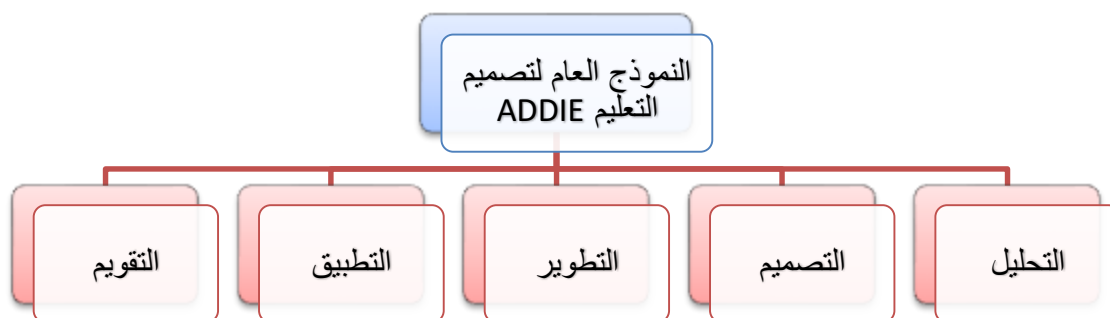 النموذج العام لتصميم
التعليم ADDIE
التحليل
التصميم
التطوير
التطبيق
التقويم